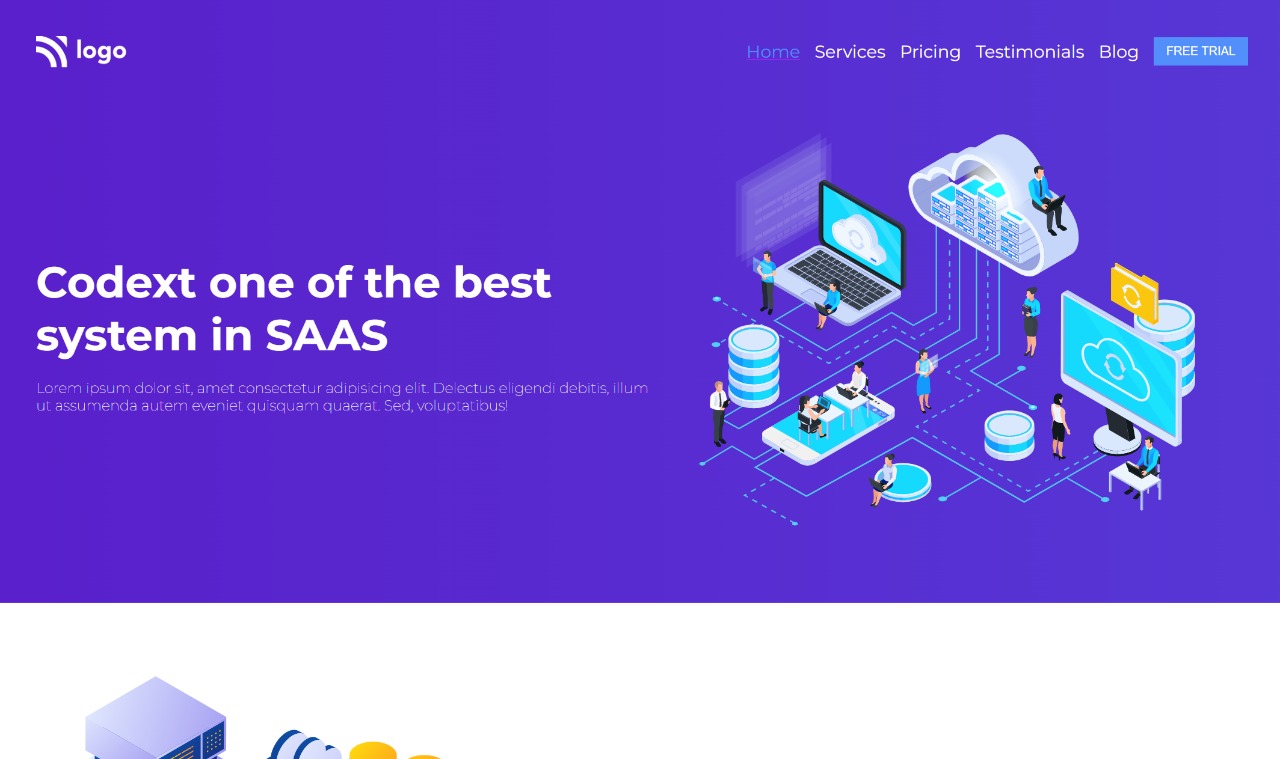 logo
Home Services Pricing Testimonials Blog FREE TRIAL
Codext one of the best
system in SAAS
Lorem ipsum dolor sit, amet consectetur adipisicing elit. Delectus eligendi debitis, illum
ut assumenda autem eveniet quisquam quaerat. Sed, voluptatibus!